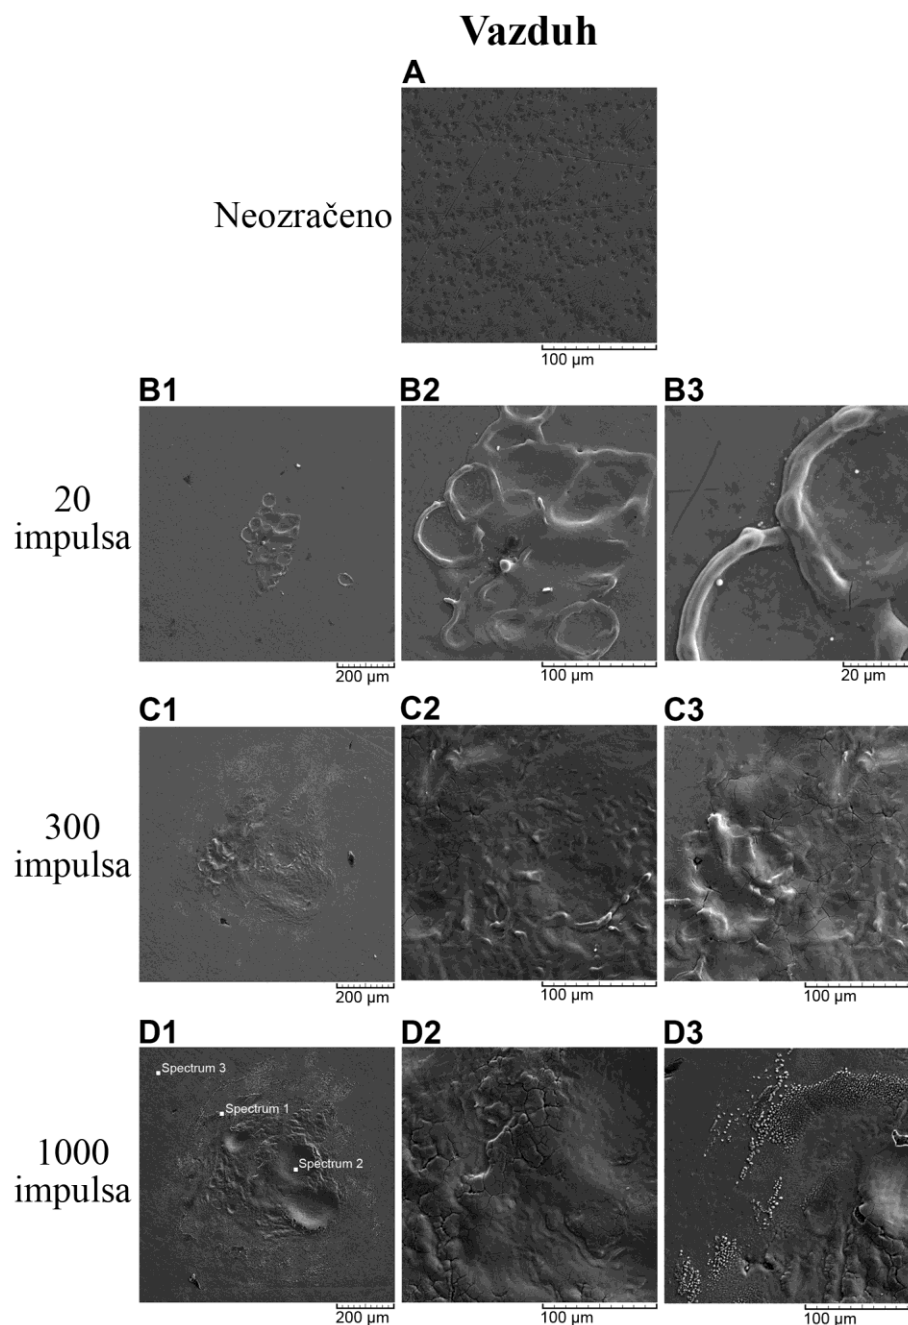 Vazduh
A
Neozračeno
100 µm
B1
B2
B3
20
impulsa
200 µm
100 µm
20 µm
C1
C2
C3
300
impulsa
200 µm
100 µm
100 µm
D1
D2
D3
Spectrum 3
Spectrum 1
Spectrum 2
1000
impulsa
200 µm
100 µm
100 µm